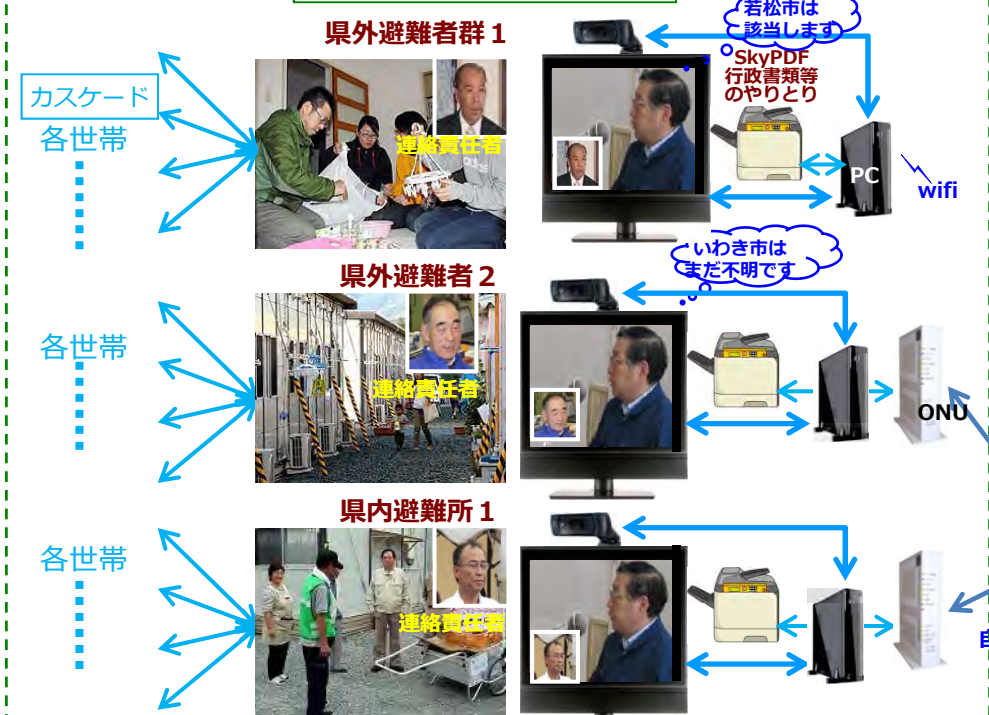 若松市は
該当します
県外避難者群1
SkyPDF
行政書類等
のやりとり
カスケード
各世帯
連絡責任者
PC
wifi
いわき市は
まだ不明です
県外避難者2
各世帯
連絡責任者
ONU
県内避難所1
各世帯
連絡責任者